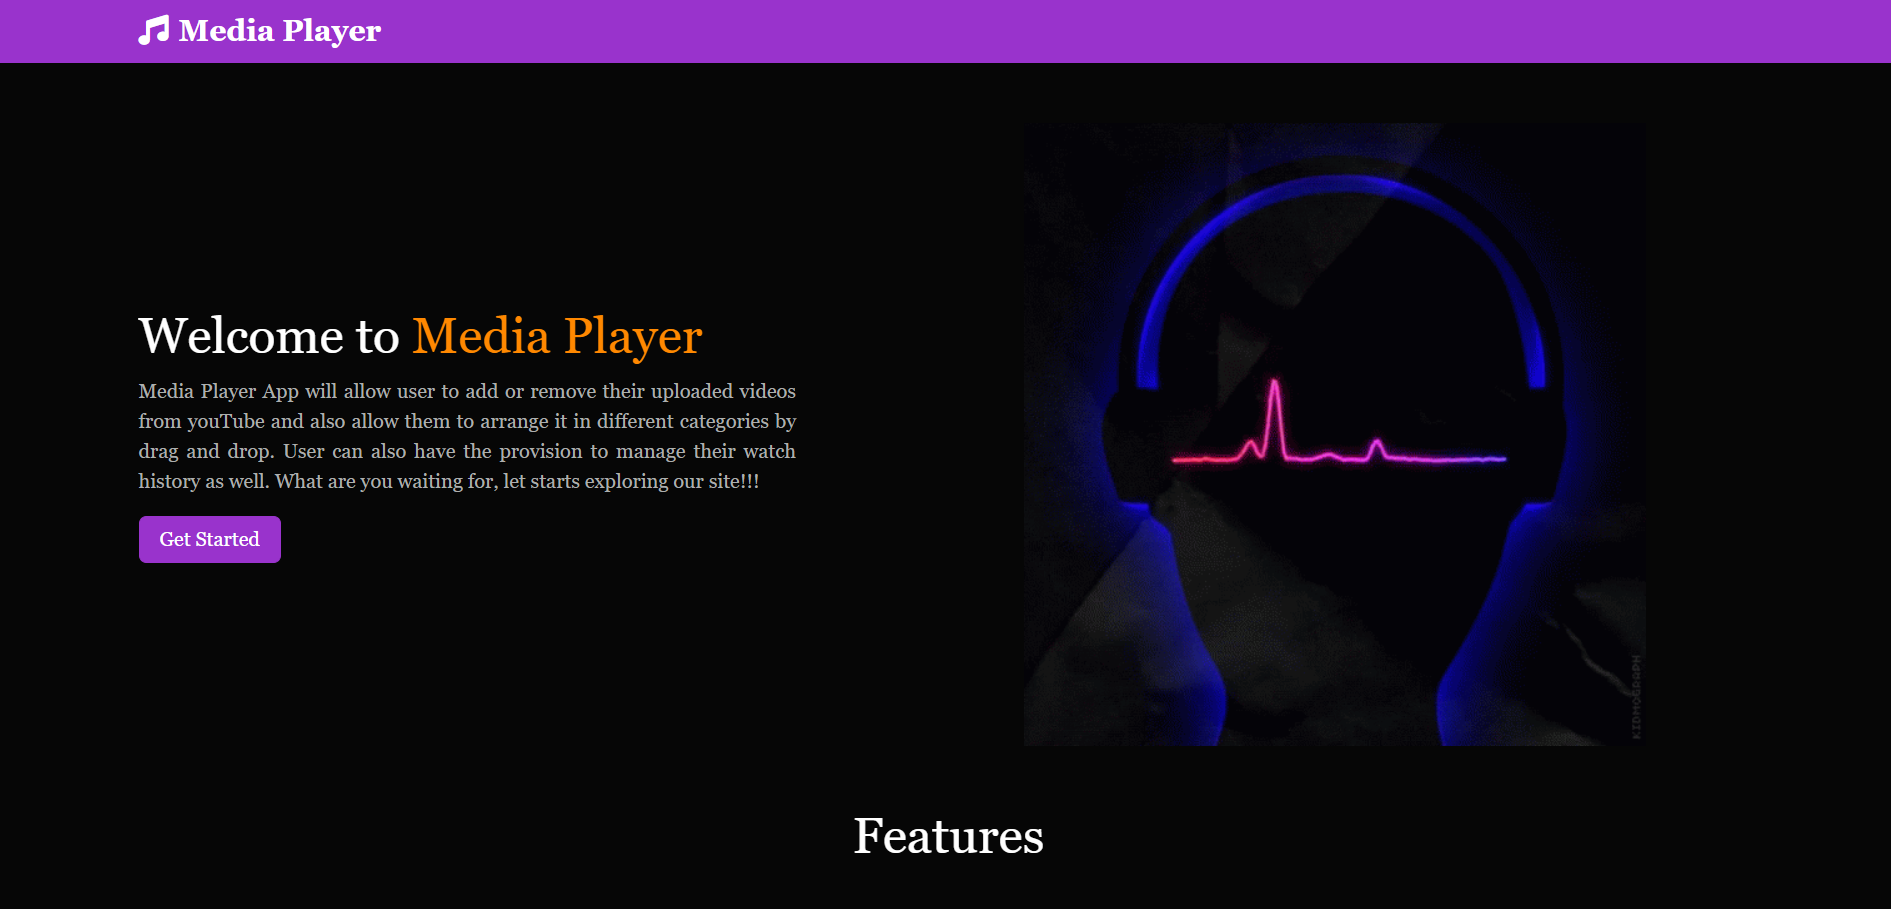 Media Player
Welcome to Media Player
Media Player App will allow user to add or remove their uploaded videos
from youTube and also allow them to arrange it in different categories by
drag and drop. User can also have the provision to manage their watch
history as well. What are you waiting for, let starts exploring our site!!!
Get Started
KIDMOGRAPH
Features